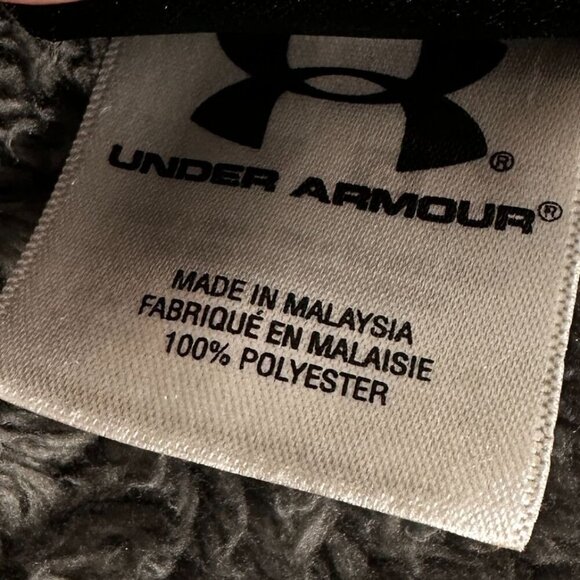 ®
UNDER ARMOUR®
MADE IN MALAYSIA
FABRIQUÉ EN MALAISIE
100% POLYESTER